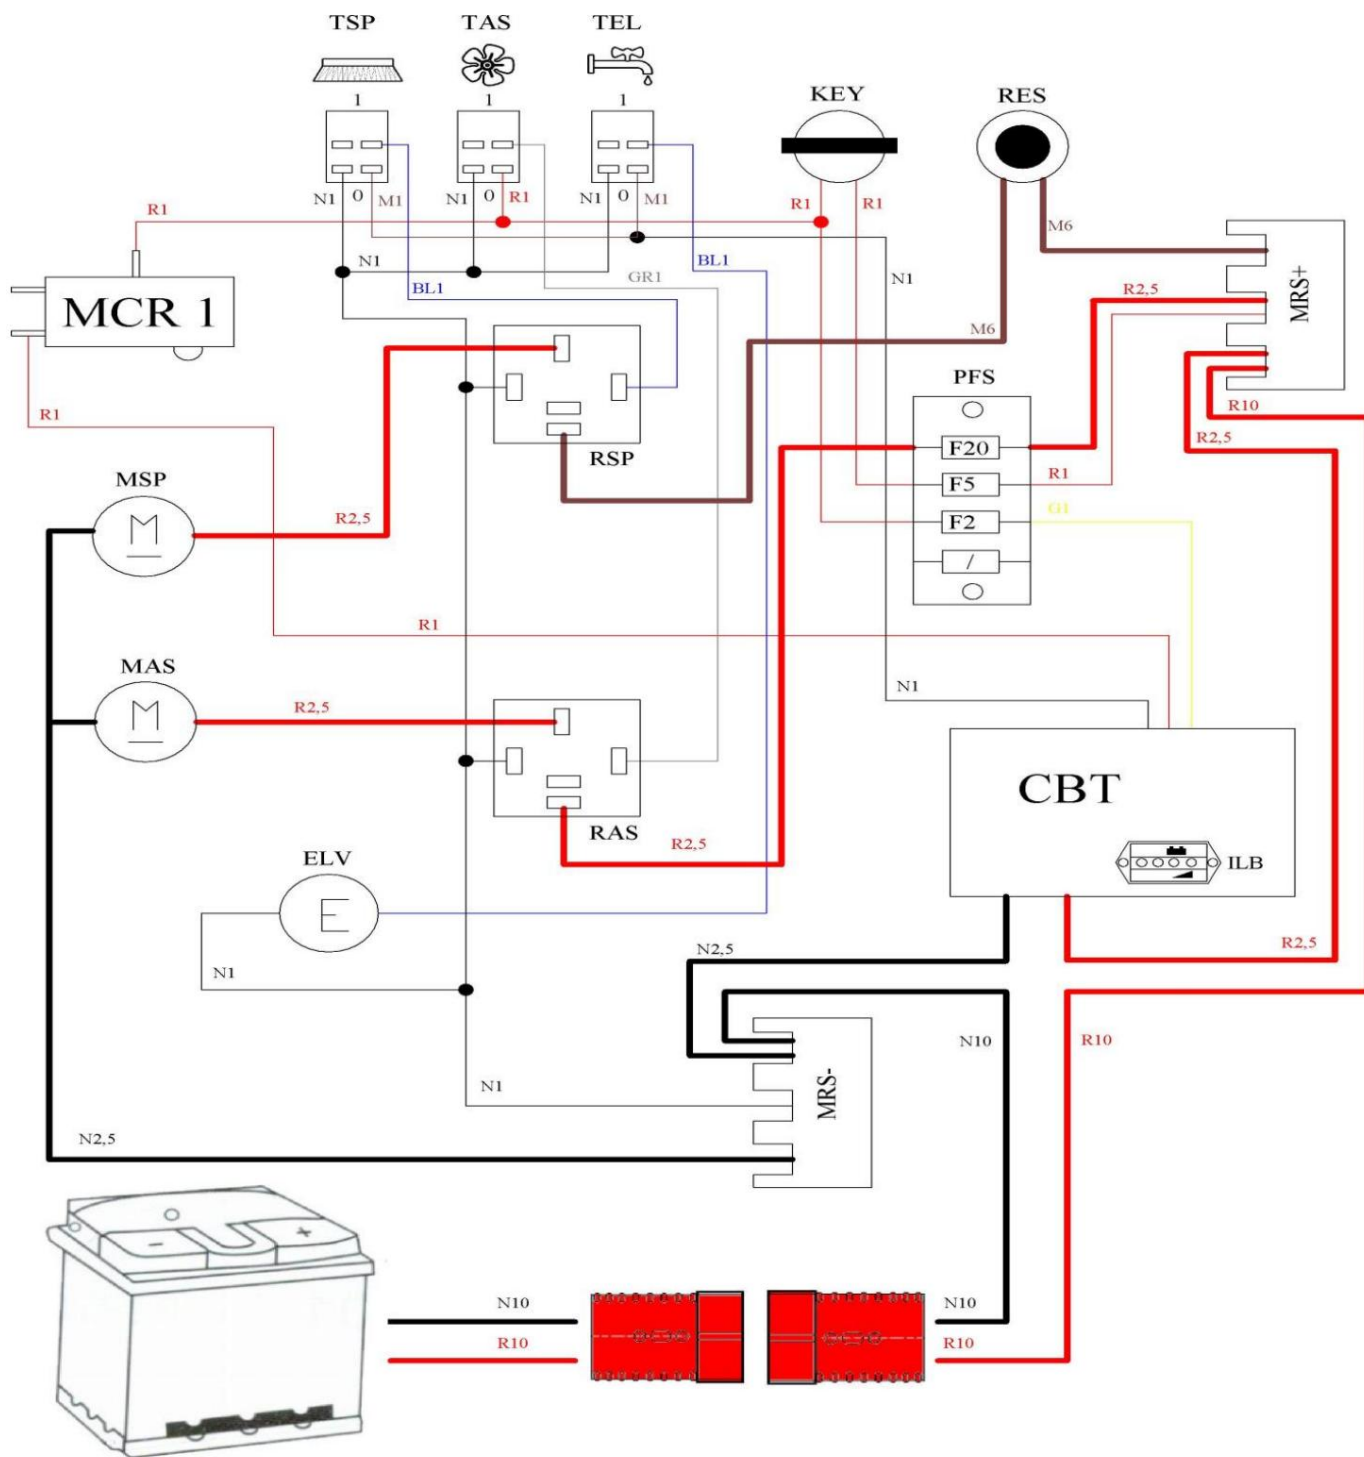 TSP TAS TEL
1 1 1
KEY RES
N1 0 M1 N1 0 R1 N1 0 M1
R1 R1
R1
M6
N1 BL1
BL1 GR1 N1
R2,5
MRS+
MCR 1
M6
PFS
R1
R10
R2,5
F20
RSP
MSP
R1
F5
R2,5
G1
F2
M
/
R1
MAS
N1
M
R2,5
CBT
RAS
R2,5
ELV
ILB
E
N2,5
R2,5
N1
N10 R10
N1
MRS-
N2,5
- +
N10 N10
R10 R10